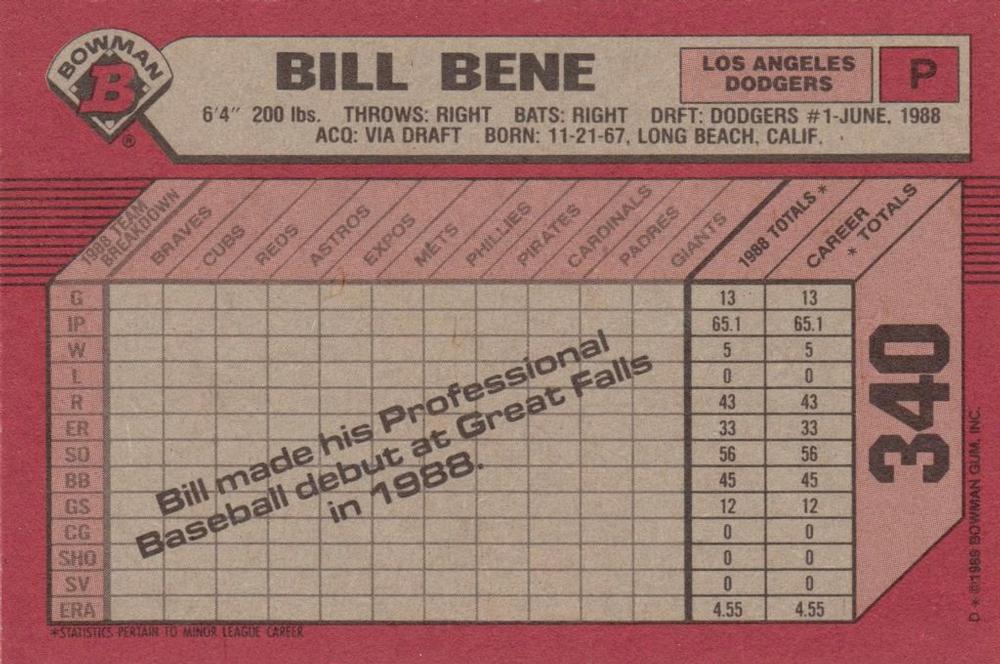 BOWMAN
B
®
BILL BENE
LOS ANGELES
DODGERS
P
6'4" 200 lbs. THROWS: RIGHT BATS: RIGHT DRFT: DODGERS #1-JUNE, 1988
ACQ: VIA DRAFT BORN: 11-21-67, LONG BEACH, CALIF.
1988 TEAM
BREAKDOWN
BRAVES
CUBS
REDS
ASTROS
EXPOS
METS
PHILLIES
PIRATES
CARDINALS
PADRES
GIANTS
1988 TOTALS *
CAREER
* TOTALS
G 13 13
IP 65.1 65.1
W 5 5
L 0 0
R 43 43
ER 33 33
SO 56 56
BB 45 45
GS 12 12
CG 0 0
SHO 0 0
SV 0 0
ERA 4.55 4.55
Bill made his Professional
Baseball debut at Great Falls
in 1988.
340
*STATISTICS PERTAIN TO MINOR LEAGUE CAREER
D * ©1989 BOWMAN GUM, INC.